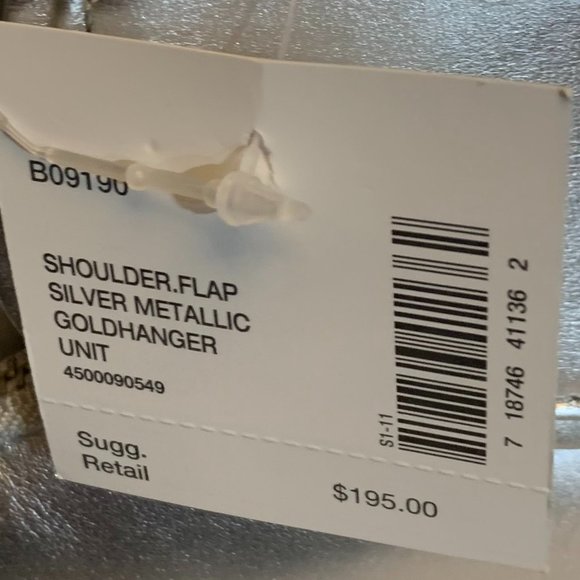 B09190
SHOULDER.FLAP
SILVER METALLIC
GOLDHANGER
UNIT
4500090549
S1-11
7 18746 41136 2
Sugg.
Retail
$195.00